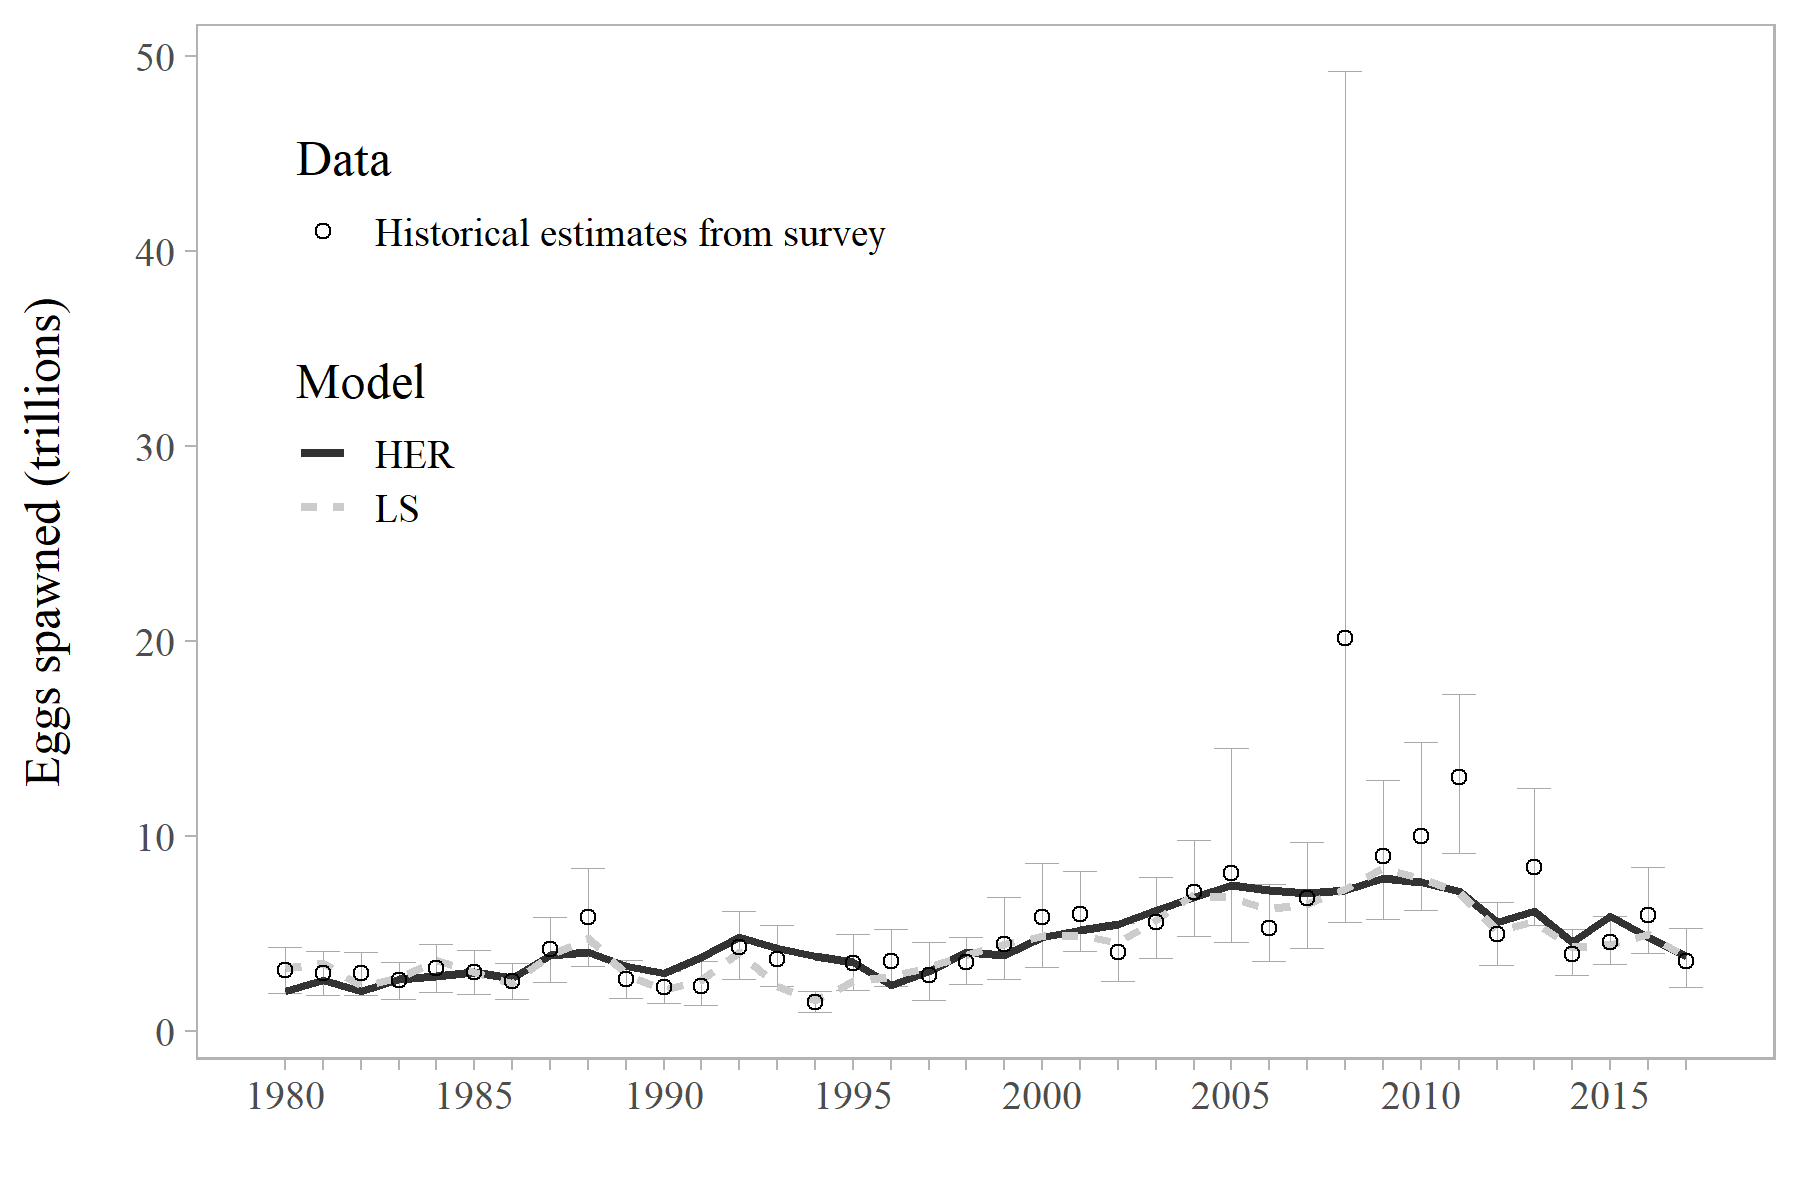 50
40
30
20
10
0
Eggs spawned (trillions)
Data
Historical estimates from survey
Model
HER
LS
1980 1985 1990 1995 2000 2005 2010 2015